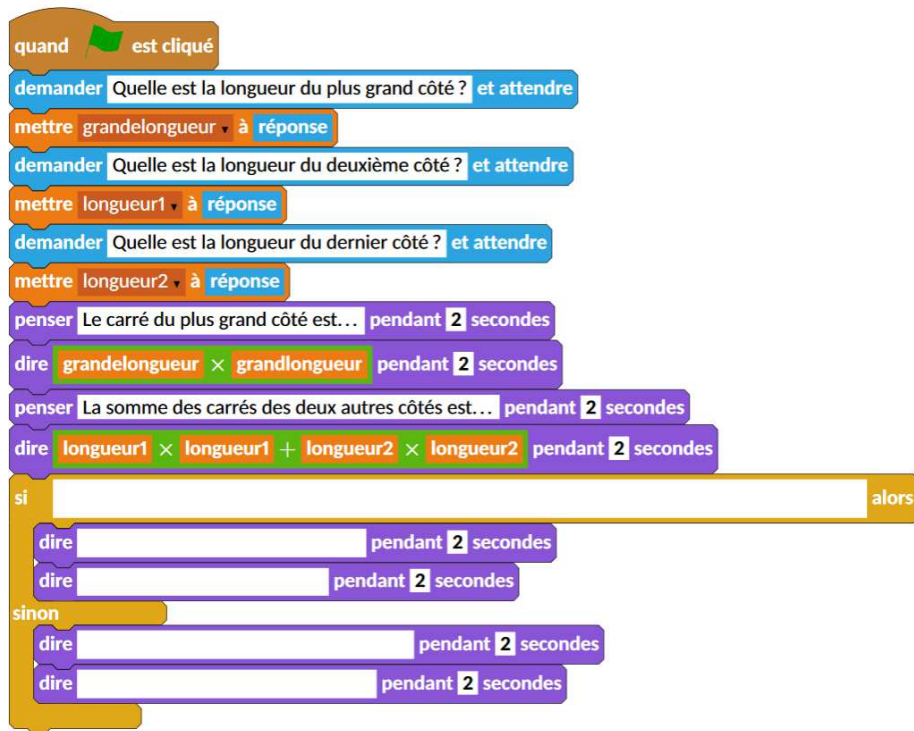 quand est cliqué
demander Quelle est la longueur du plus grand côté ? et attendre
mettre grandelongueur à réponse
demander Quelle est la longueur du deuxième côté ? et attendre
mettre longueur1 à réponse
demander Quelle est la longueur du dernier côté ? et attendre
mettre longueur2 à réponse
penser Le carré du plus grand côté est... pendant 2 secondes
dire grandelongueur × grandlongueur pendant 2 secondes
penser La somme des carrés des deux autres côtés est... pendant 2 secondes
dire longueur1 × longueur1 + longueur2 × longueur2 pendant 2 secondes
si alors
dire pendant 2 secondes
dire pendant 2 secondes
sinon
dire pendant 2 secondes
dire pendant 2 secondes